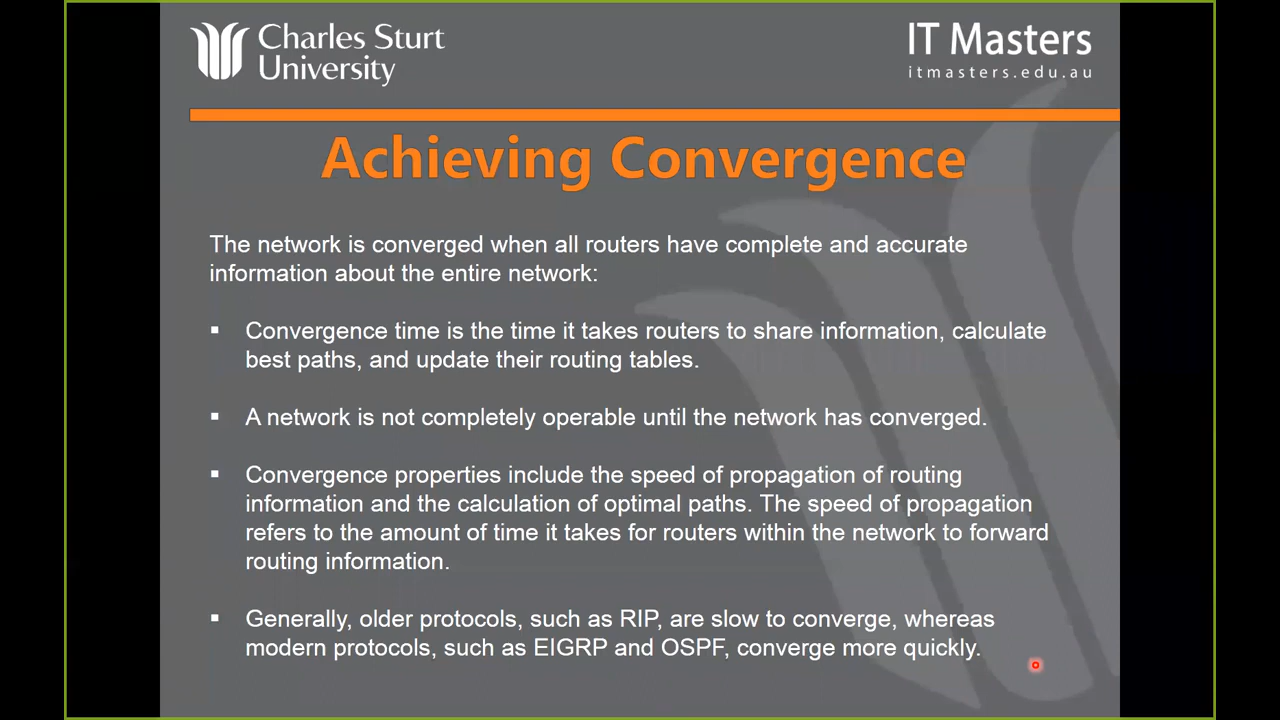 Charles Sturt
University
IT Masters
itmasters.edu.au
Achieving Convergence
The network is converged when all routers have complete and accurate
information about the entire network:
▪ Convergence time is the time it takes routers to share information, calculate
best paths, and update their routing tables.
▪ A network is not completely operable until the network has converged.
▪ Convergence properties include the speed of propagation of routing
information and the calculation of optimal paths. The speed of propagation
refers to the amount of time it takes for routers within the network to forward
routing information.
▪ Generally, older protocols, such as RIP, are slow to converge, whereas
modern protocols, such as EIGRP and OSPF, converge more quickly.